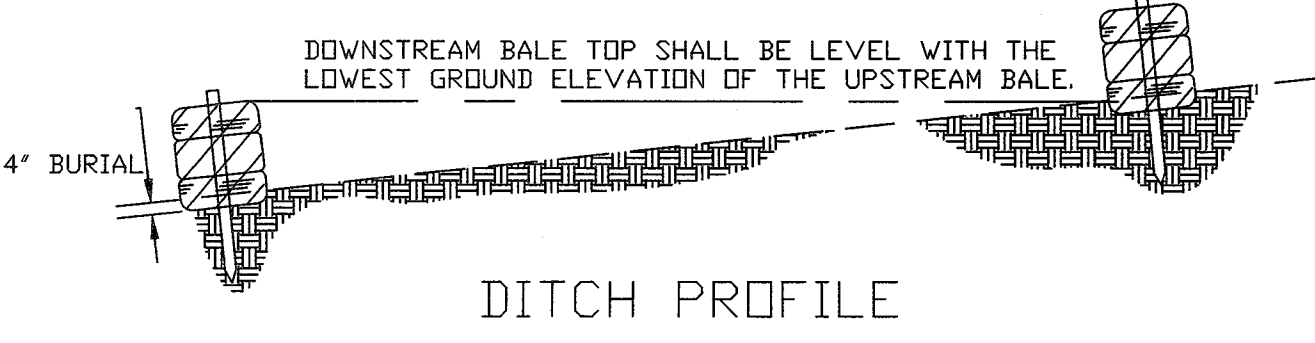 DOWNSTREAM BALE TOP SHALL BE LEVEL WITH THE
LOWEST GROUND ELEVATION OF THE UPSTREAM BALE.
4" BURIAL
DITCH PROFILE